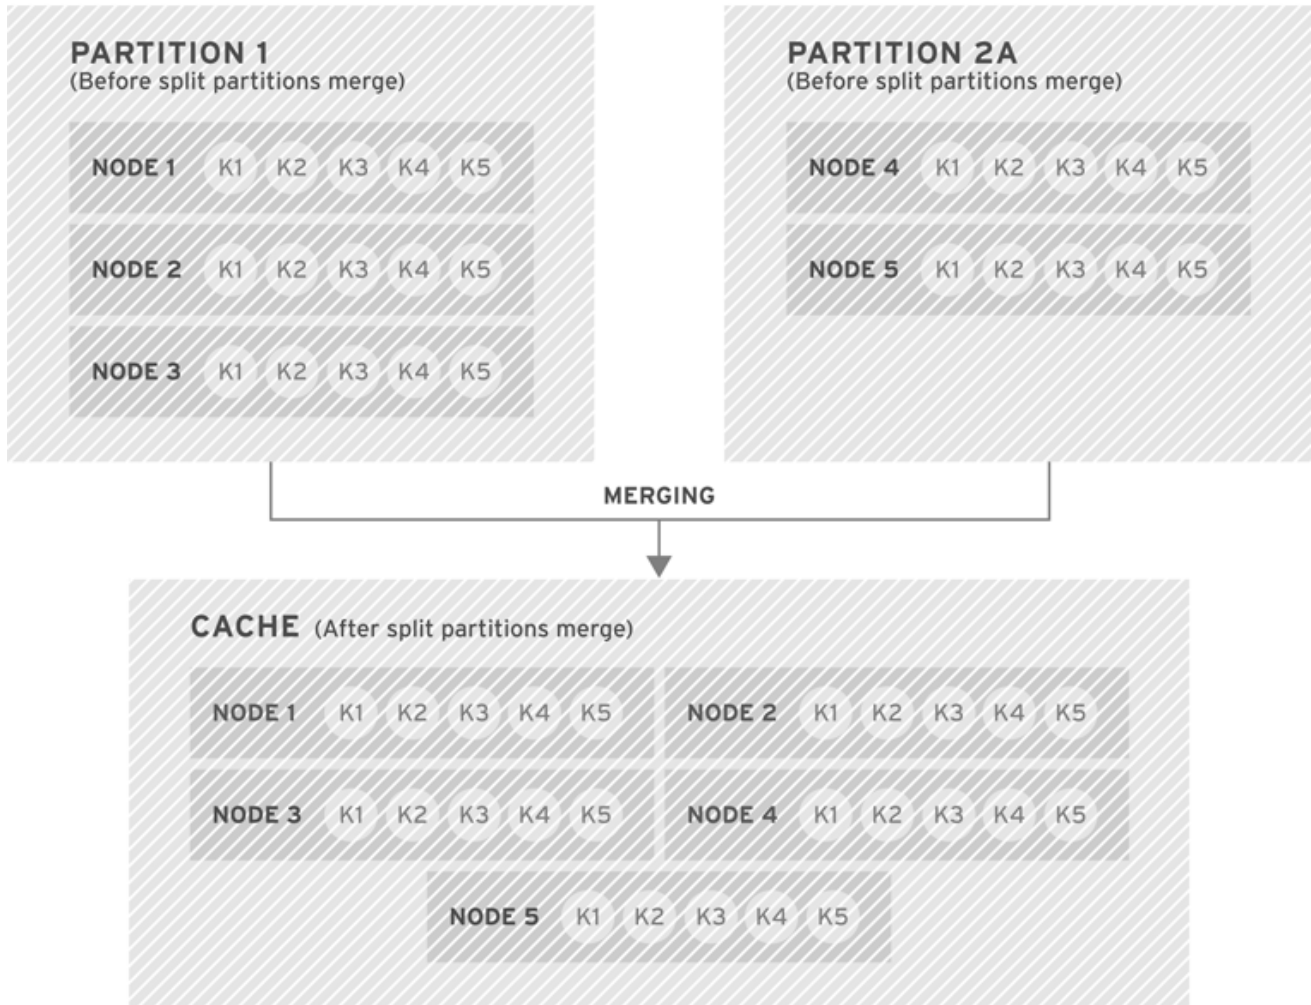 PARTITION 1
(Before split partitions merge)
NODE 1 K1 K2 K3 K4 K5
NODE 2 K1 K2 K3 K4 K5
NODE 3 K1 K2 K3 K4 K5
PARTITION 2A
(Before split partitions merge)
NODE 4 K1 K2 K3 K4 K5
NODE 5 K1 K2 K3 K4 K5
MERGING
CACHE (After split partitions merge)
NODE 1 K1 K2 K3 K4 K5
NODE 2 K1 K2 K3 K4 K5
NODE 3 K1 K2 K3 K4 K5
NODE 4 K1 K2 K3 K4 K5
NODE 5 K1 K2 K3 K4 K5